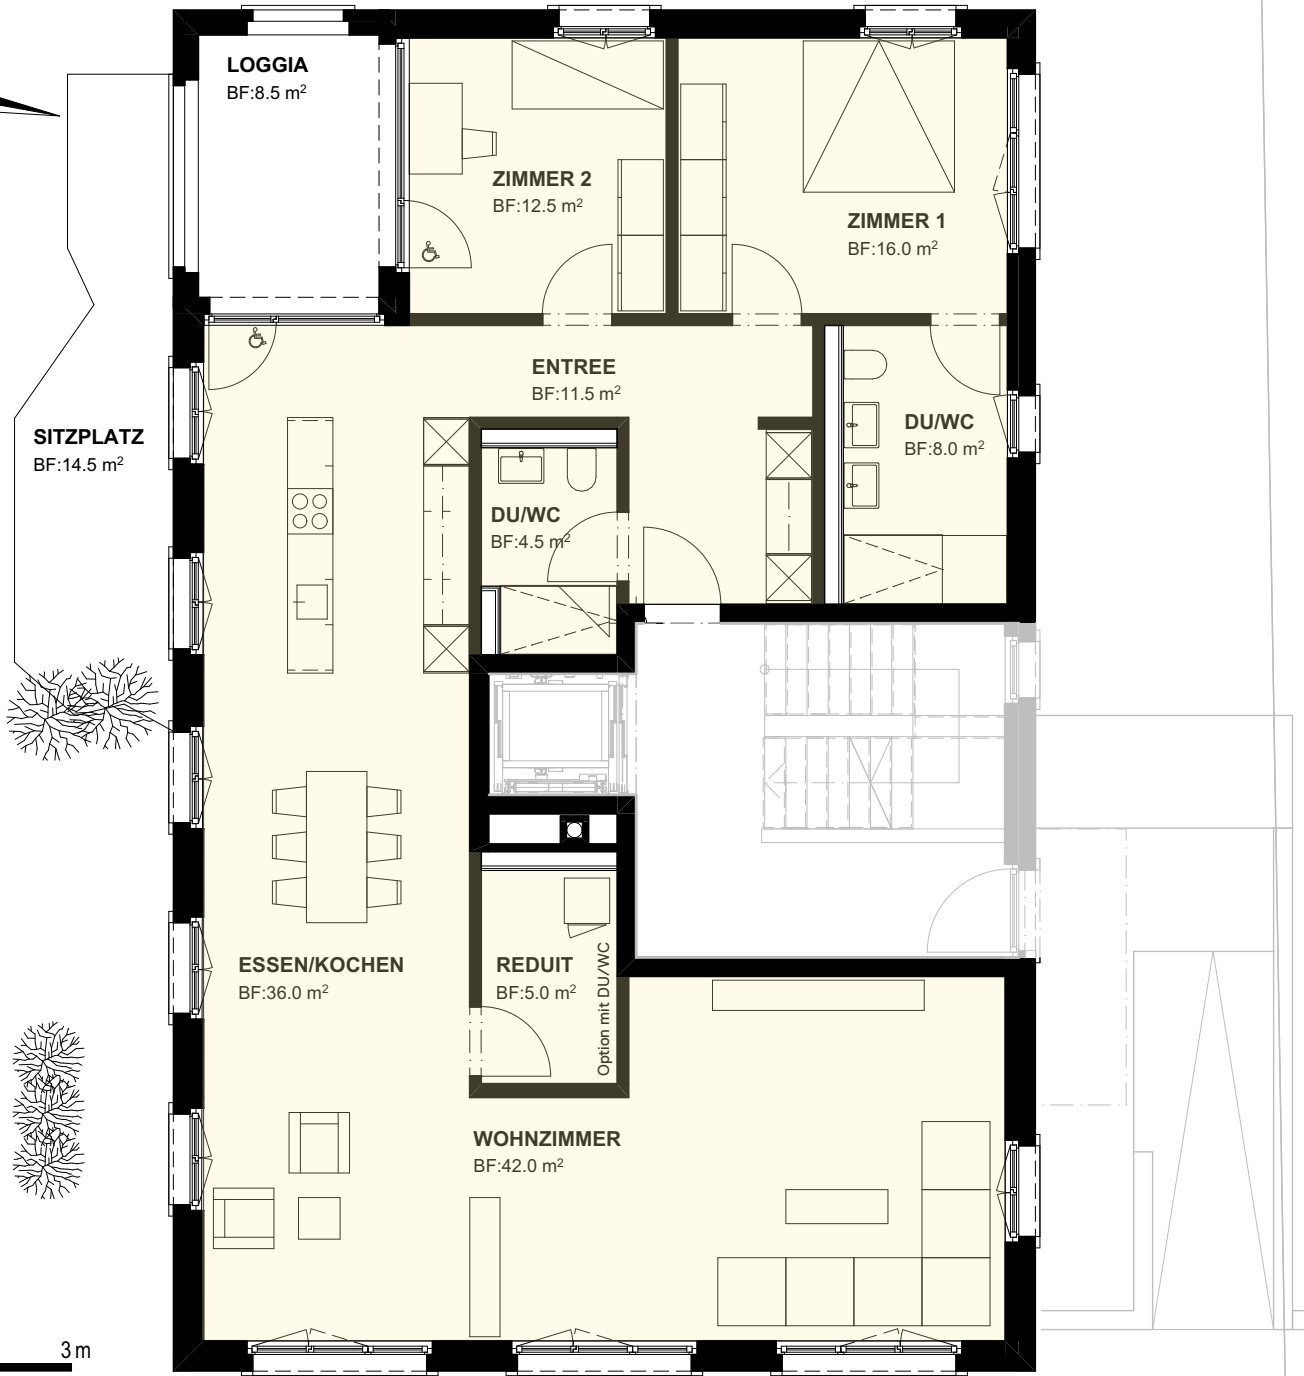 LOGGIA
BF:8.5 m²
ZIMMER 2
BF:12.5 m²
ZIMMER 1
BF:16.0 m²
ENTREE
BF:11.5 m²
SITZPLATZ
BF:14.5 m²
DU/WC
BF:8.0 m²
DU/WC
BF:4.5 m²
ESSEN/KOCHEN
BF:36.0 m²
REDUIT
BF:5.0 m²
Option mit DU/WC
WOHNZIMMER
BF:42.0 m²
3 m